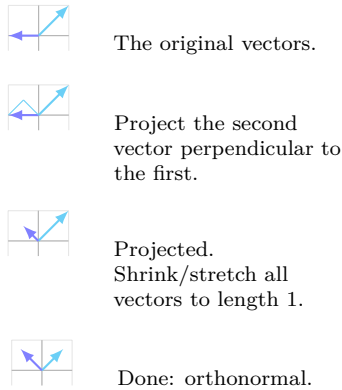 The original vectors.
Project the second
vector perpendicular to
the first.
Projected.
Shrink/stretch all
vectors to length 1.
Done: orthonormal.